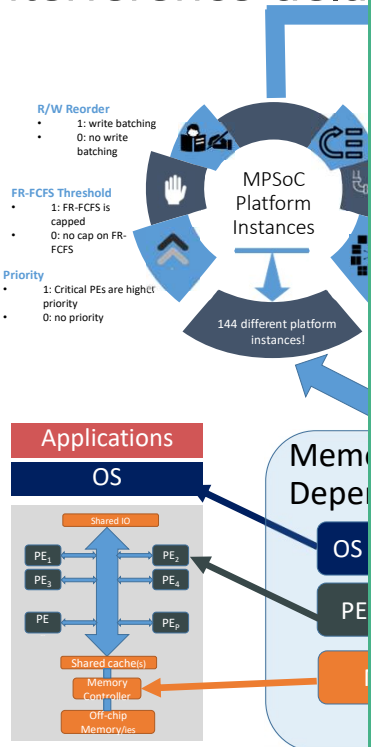 R/W Reorder
• 1: write batching
• 0: no write
batching
FR-FCFS Threshold
• 1: FR-FCFS is
capped
• 0: no cap on FR-
FCFS
Priority
• 1: Critical PEs are higher
priority
• 0: no priority
MPSoC
Platform
Instances
144 different platform
instances!
Applications
OS
Shared IO
PE1
PE2
PE3
PE4
PE
PEP
Shared cache(s)
Memory
Controller
Off-chip
Memory/ies
OS
PE